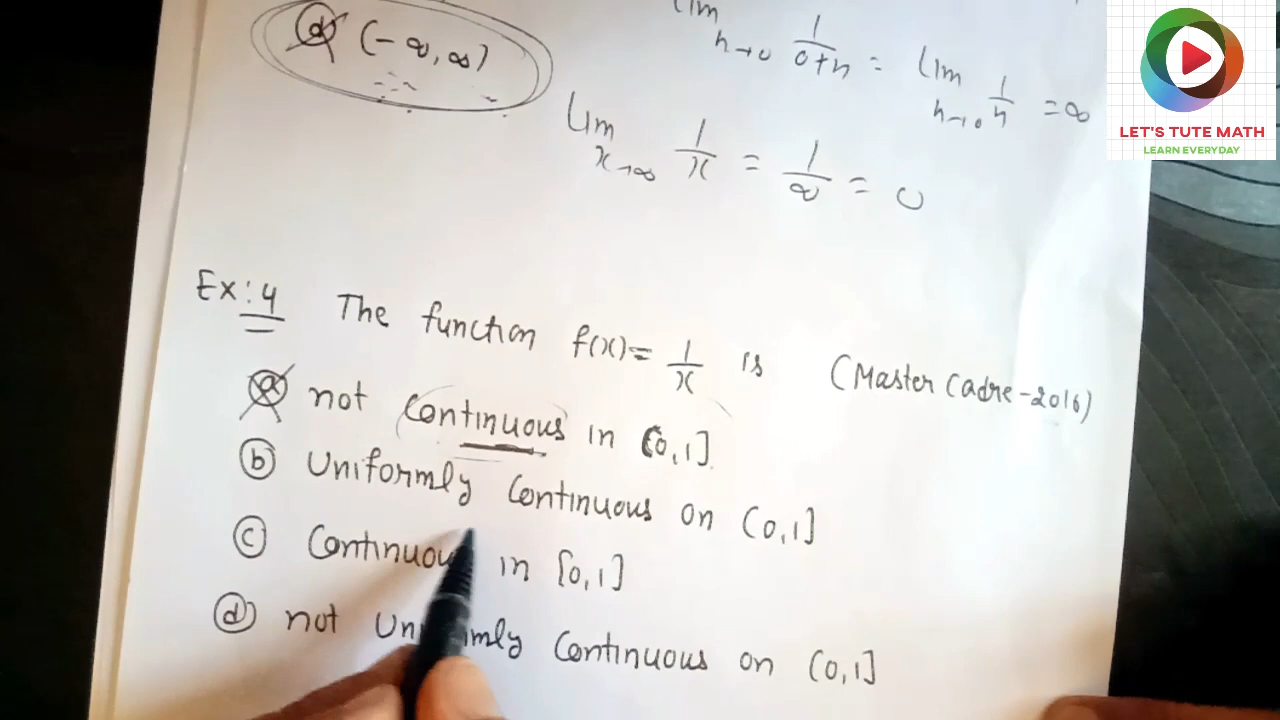 (a) (-∞,∞)
Lim h→0 1/0+h = Lim h→0 1/h = ∞
Lim x→∞ 1/x = 1/∞ = 0
LET'S TUTE MATH
LEARN EVERYDAY
Ex:4 The function f(x)= 1/x is (Master Cadre-2016)
(a) not continuous in (0,1]
(b) Uniformly Continuous on (0,1]
(c) Continuous in [0,1]
(d) not Uniformly Continuous on (0,1]